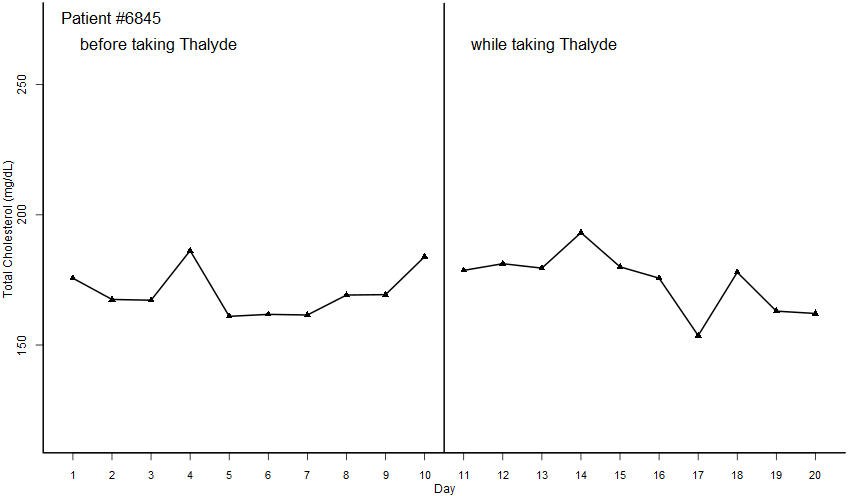 Patient #6845
before taking Thalyde
while taking Thalyde
Total Cholesterol (mg/dL)
250
200
150
1 2 3 4 5 6 7 8 9 10 11 12 13 14 15 16 17 18 19 20
Day